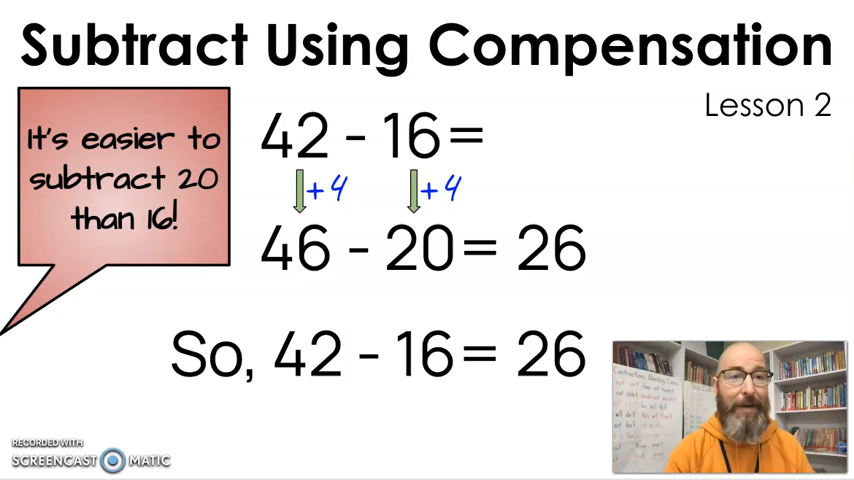 Subtract Using Compensation
Lesson 2
It's easier to
subtract 20
than 16!
42 - 16=
+4 +4
46 - 20= 26
So, 42 - 16= 26
RECORDED WITH
SCREENCAST MATIC